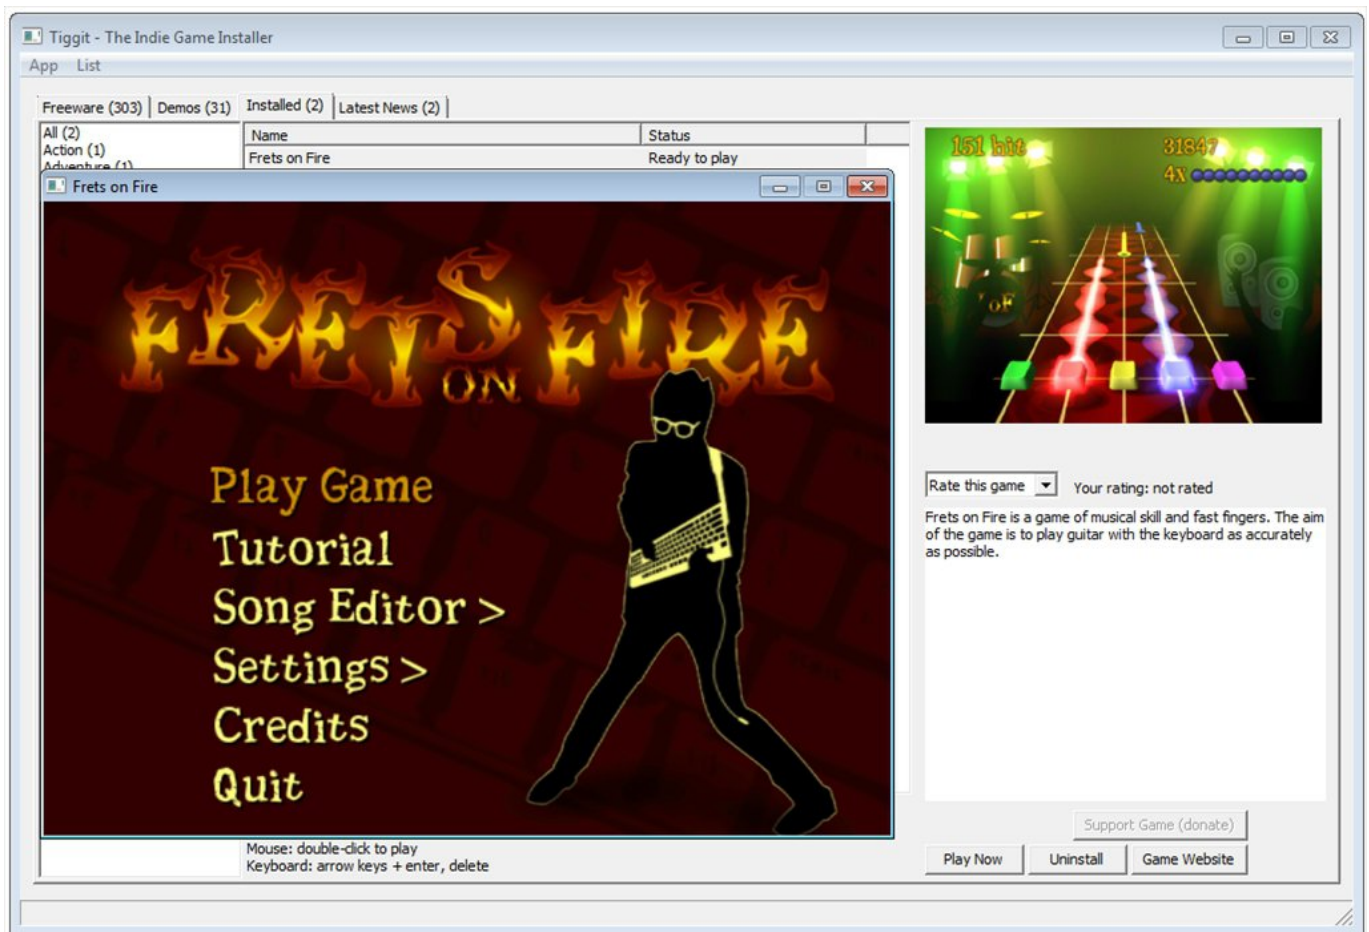 Tiggit - The Indie Game Installer
App List
Freeware (303) Demos (31) Installed (2) Latest News (2)
All (2)
Action (1)
Adventure (1)
Name Status
Frets on Fire Ready to play
Frets on Fire
FRETS ON FIRE
Play Game
Tutorial
Song Editor >
Settings >
Credits
Quit
Mouse: double-click to play
Keyboard: arrow keys + enter, delete
151 hit 31847
4x
oF
Rate this game Your rating: not rated
Frets on Fire is a game of musical skill and fast fingers. The aim
of the game is to play guitar with the keyboard as accurately
as possible.
Support Game (donate)
Play Now Uninstall Game Website